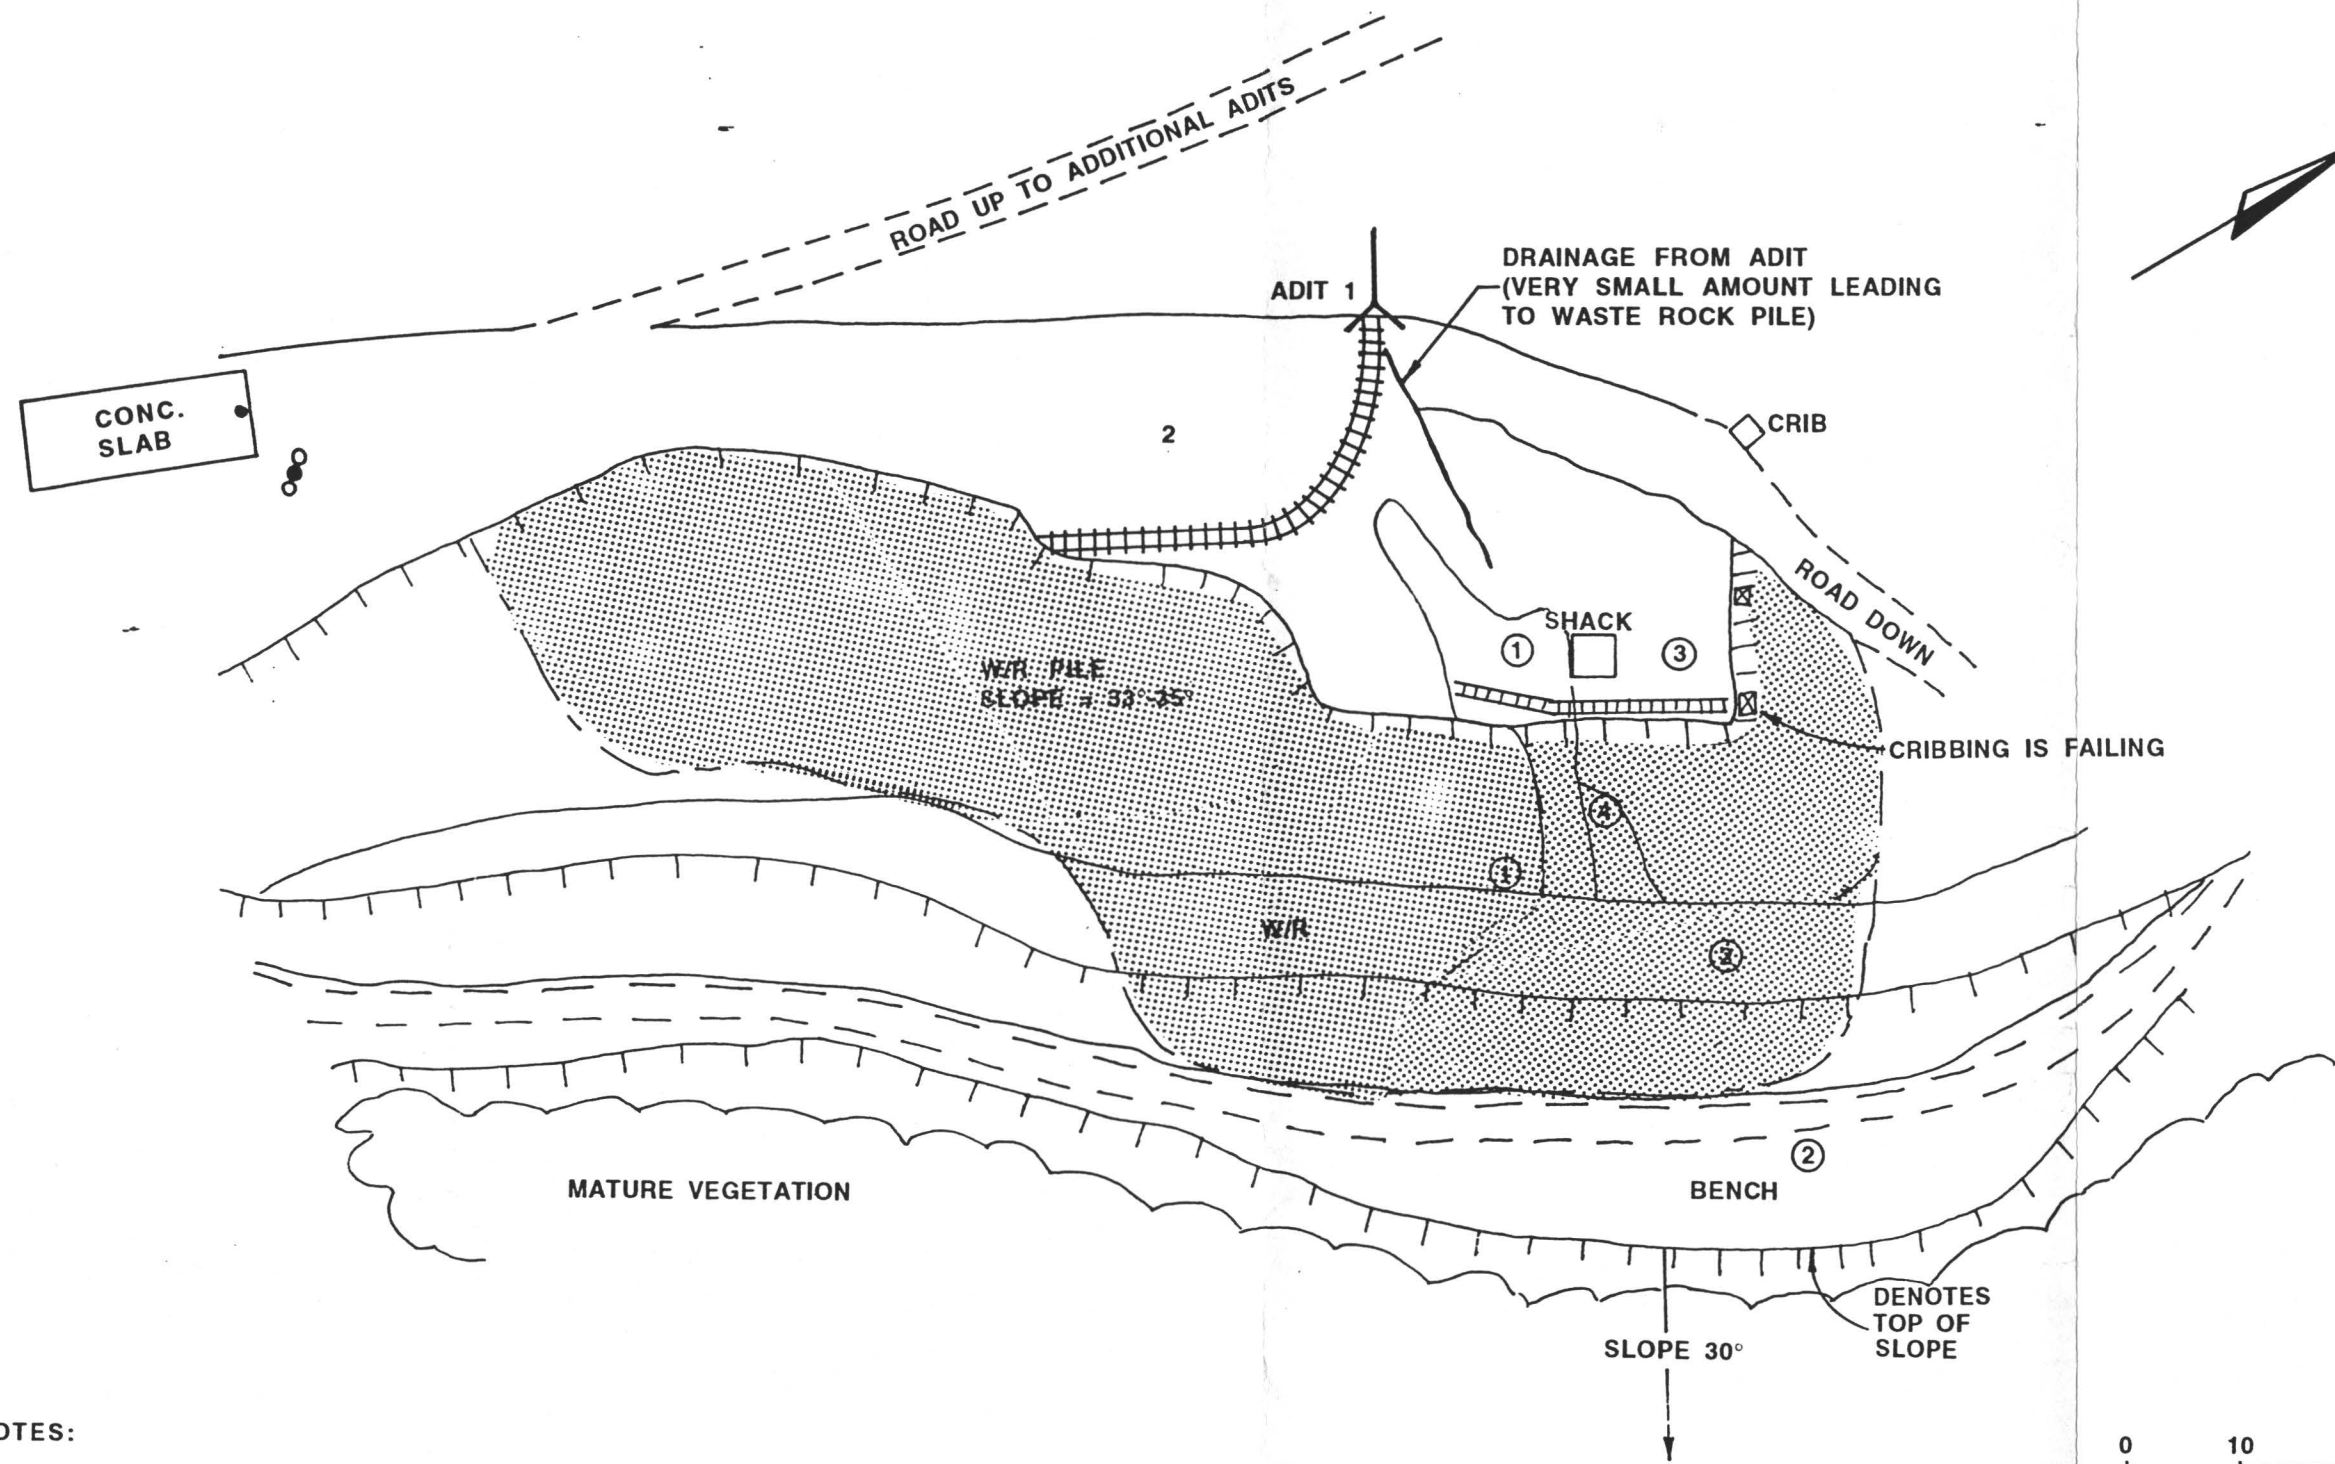 ROAD UP TO ADDITIONAL ADITS
DRAINAGE FROM ADIT
(VERY SMALL AMOUNT LEADING
TO WASTE ROCK PILE)
ADIT 1
CONC.
SLAB
2
CRIB
ROAD DOWN
SHACK
1
3
W/R PILE
SLOPE = 33°-35°
CRIBBING IS FAILING
4
1
W/R
2
MATURE VEGETATION
BENCH
DENOTES
TOP OF
SLOPE
SLOPE 30°
OTES:
0 10